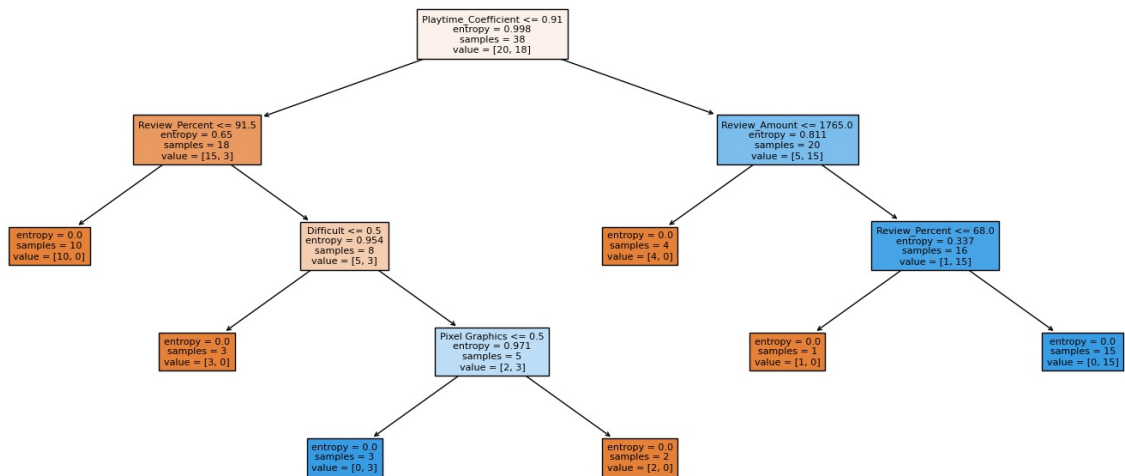 Playtime_Coefficient <= 0.91
entropy = 0.998
samples = 38
value = [20, 18]
Review_Percent <= 91.5
entropy = 0.65
samples = 18
value = [15, 3]
Review_Amount <= 1765.0
entropy = 0.811
samples = 20
value = [5, 15]
entropy = 0.0
samples = 10
value = [10, 0]
Difficult <= 0.5
entropy = 0.954
samples = 8
value = [5, 3]
entropy = 0.0
samples = 4
value = [4, 0]
Review_Percent <= 68.0
entropy = 0.337
samples = 16
value = [1, 15]
entropy = 0.0
samples = 3
value = [3, 0]
Pixel Graphics <= 0.5
entropy = 0.971
samples = 5
value = [2, 3]
entropy = 0.0
samples = 1
value = [1, 0]
entropy = 0.0
samples = 15
value = [0, 15]
entropy = 0.0
samples = 3
value = [0, 3]
entropy = 0.0
samples = 2
value = [2, 0]